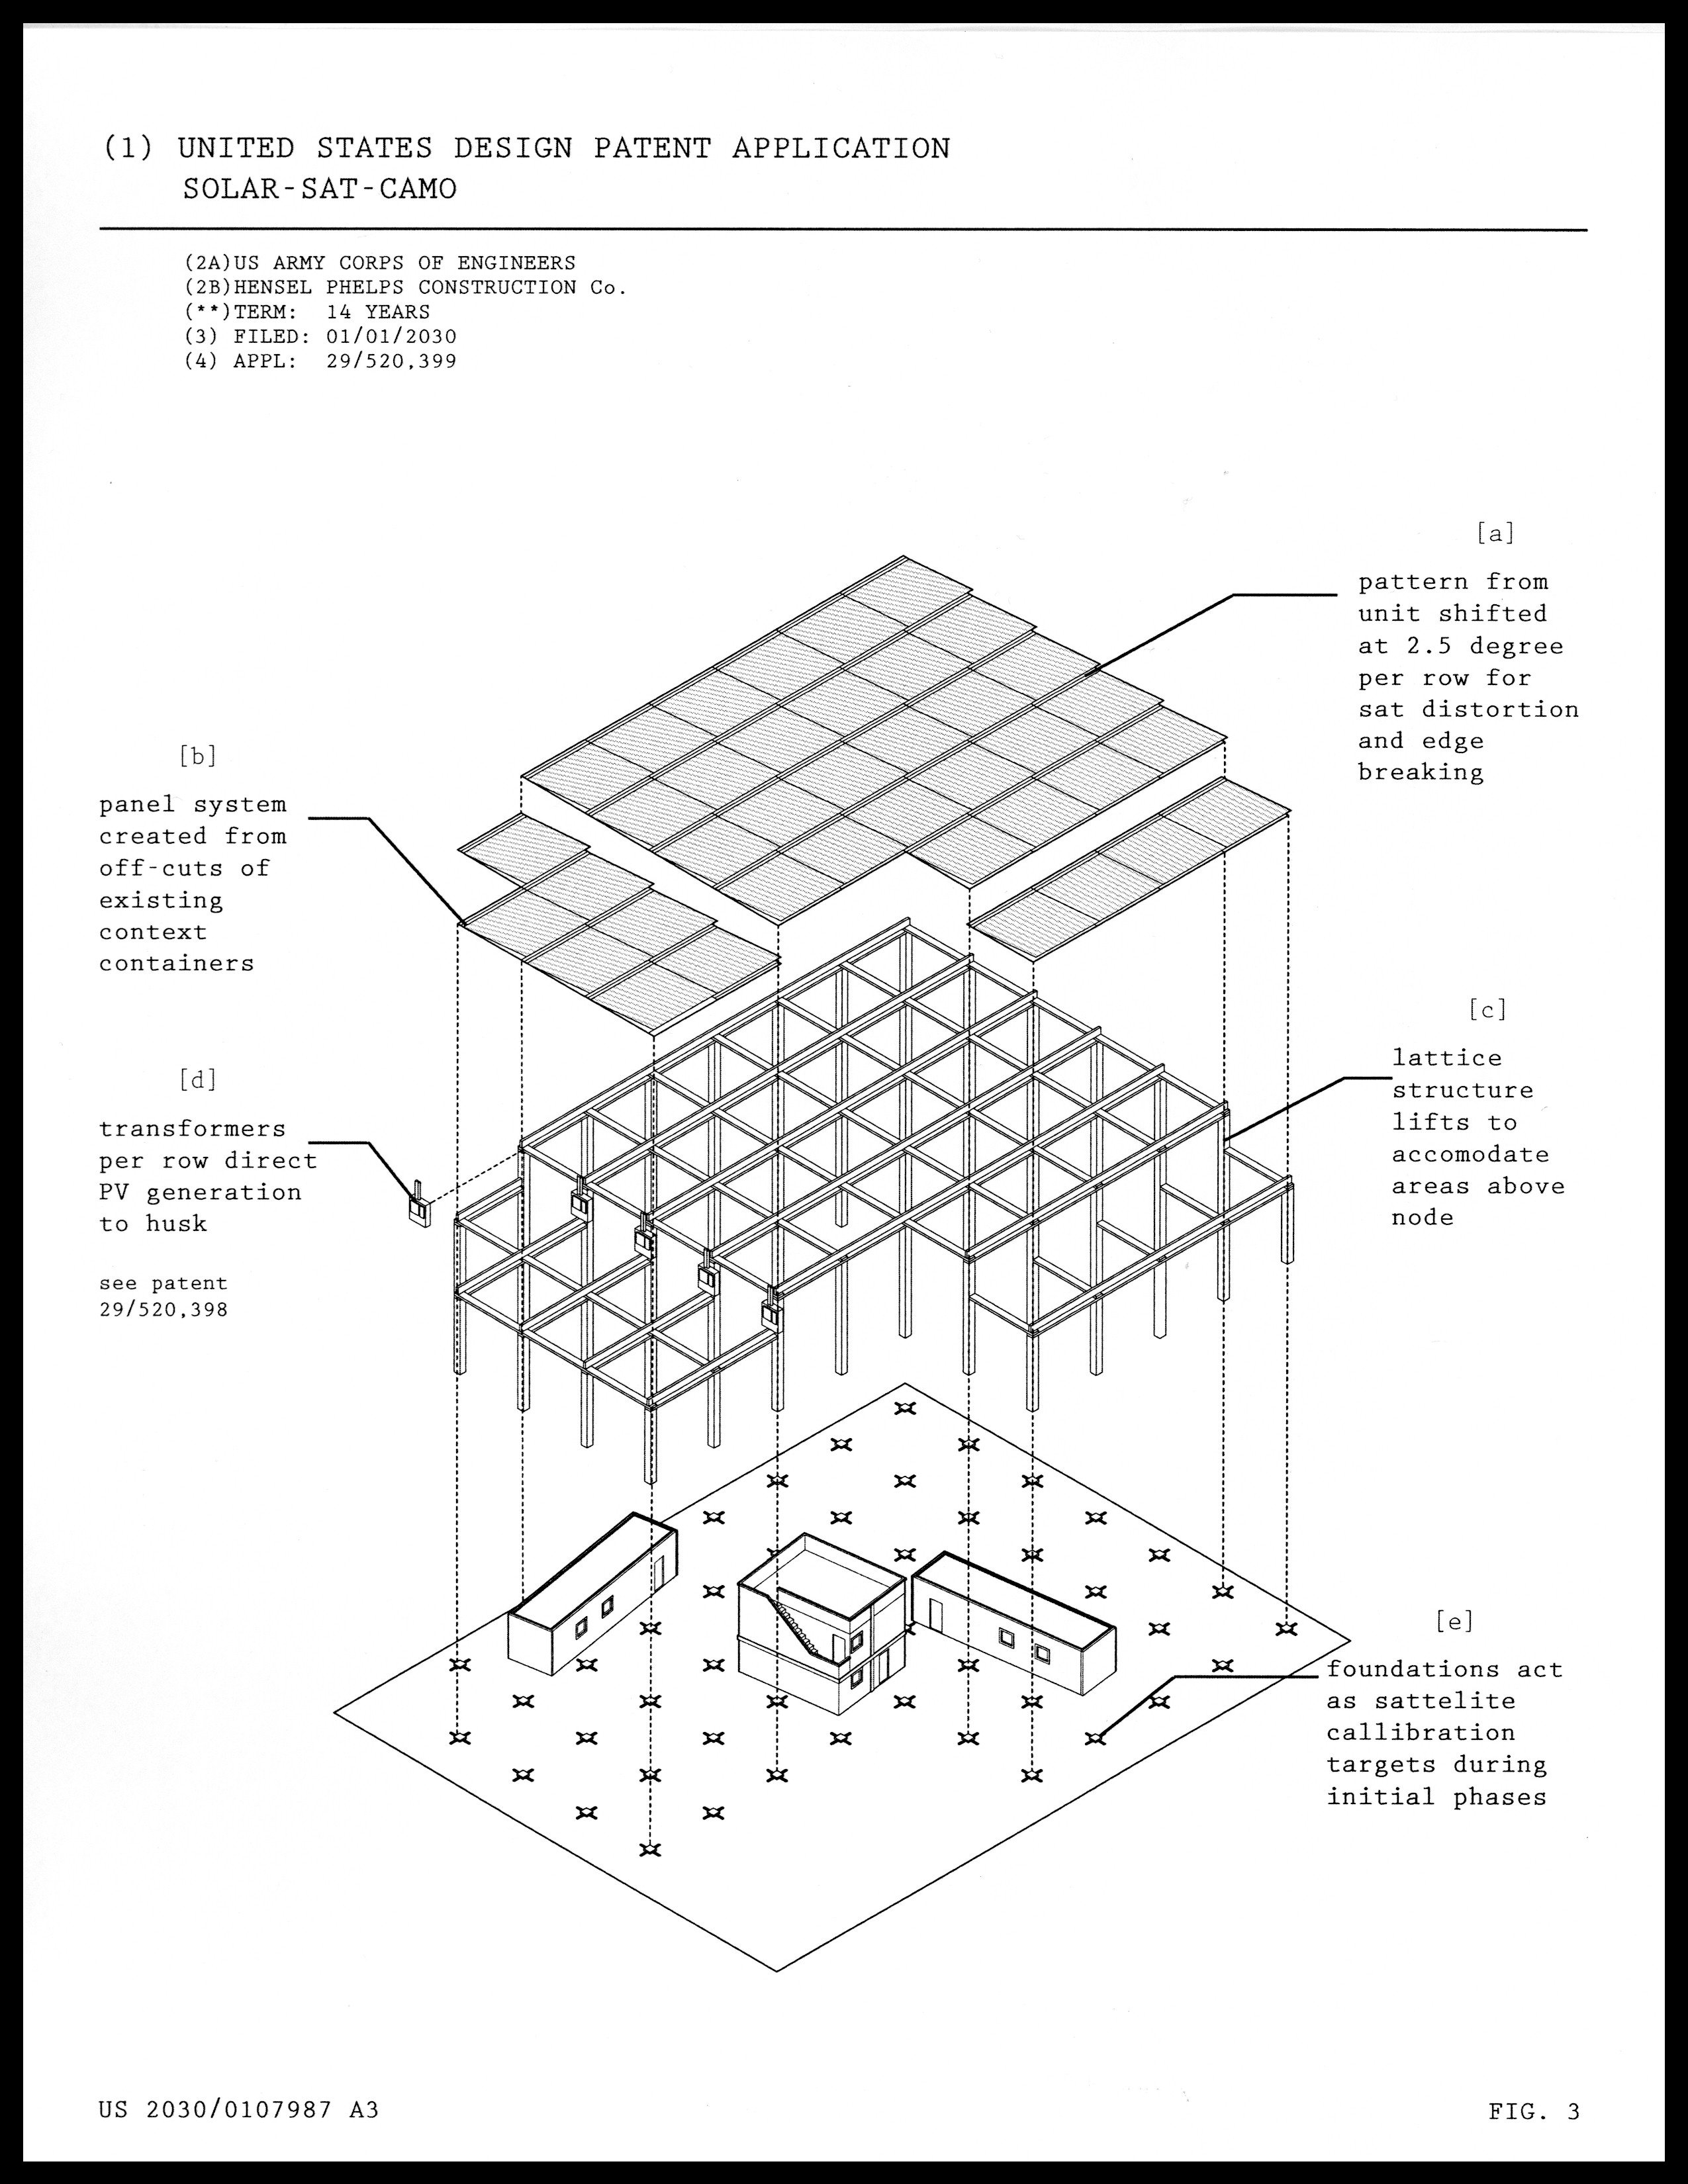 (1) UNITED STATES DESIGN PATENT APPLICATION
SOLAR-SAT-CAMO
(2A)US ARMY CORPS OF ENGINEERS
(2B)HENSEL PHELPS CONSTRUCTION Co.
(**)TERM: 14 YEARS
(3) FILED: 01/01/2030
(4) APPL: 29/520,399
[a]
pattern from
unit shifted
at 2.5 degree
per row for
sat distortion
and edge
breaking
[b]
panel system
created from
off-cuts of
existing
context
containers
[c]
lattice
structure
lifts to
accomodate
areas above
node
[d]
transformers
per row direct
PV generation
to husk
see patent
29/520,398
[e]
foundations act
as sattelite
callibration
targets during
initial phases
US 2030/0107987 A3
FIG. 3